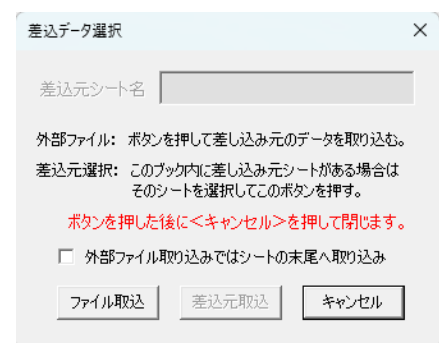 差込データ選択
差込元シート名
外部ファイル: ボタンを押して差し込み元のデータを取り込む。
差込元選択: このブック内に差し込み元シートがある場合は
そのシートを選択してこのボタンを押す。
ボタンを押した後に<キャンセル>を押して閉じます。
外部ファイル取り込みではシートの末尾へ取り込み
ファイル取込 差込元取込 キャンセル